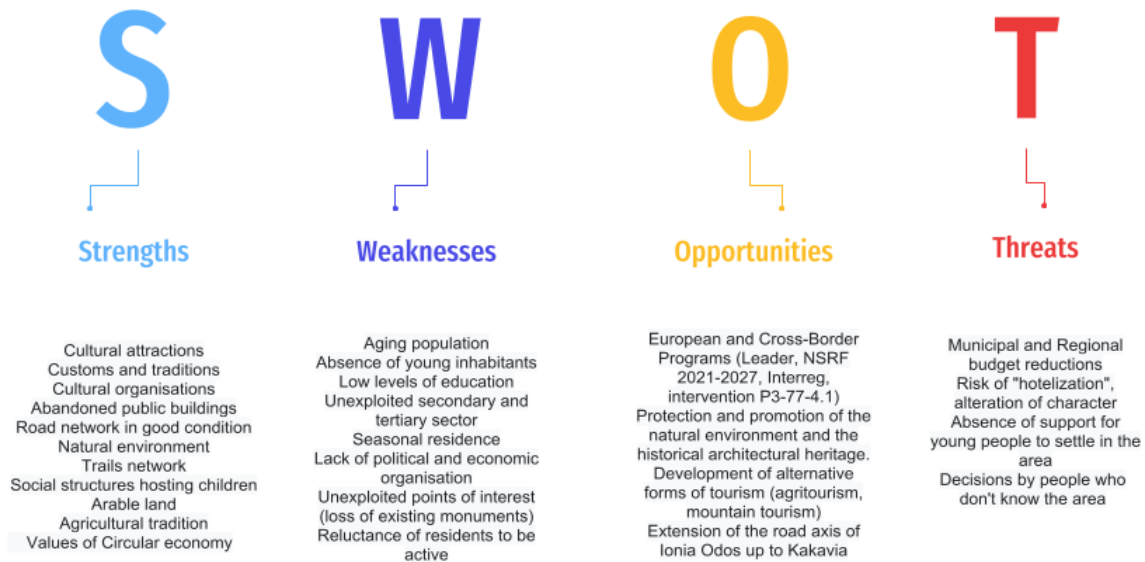 S
W
O
T
Strengths
Weaknesses
Opportunities
Threats
Cultural attractions
Customs and traditions
Cultural organisations
Abandoned public buildings
Road network in good condition
Natural environment
Trails network
Social structures hosting children
Arable land
Agricultural tradition
Values of Circular economy
Aging population
Absence of young inhabitants
Low levels of education
Unexploited secondary and
tertiary sector
Seasonal residence
Lack of political and economic
organisation
Unexploited points of interest
(loss of existing monuments)
Reluctance of residents to be
active
European and Cross-Border
Programs (Leader, NSRF
2021-2027, Interreg,
intervention P3-77-4.1)
Protection and promotion of the
natural environment and the
historical architectural heritage.
Development of alternative
forms of tourism (agritourism,
mountain tourism)
Extension of the road axis of
Ionia Odos up to Kakavia
Municipal and Regional
budget reductions
Risk of "hotelization",
alteration of character
Absence of support for
young people to settle in the
area
Decisions by people who
don't know the area